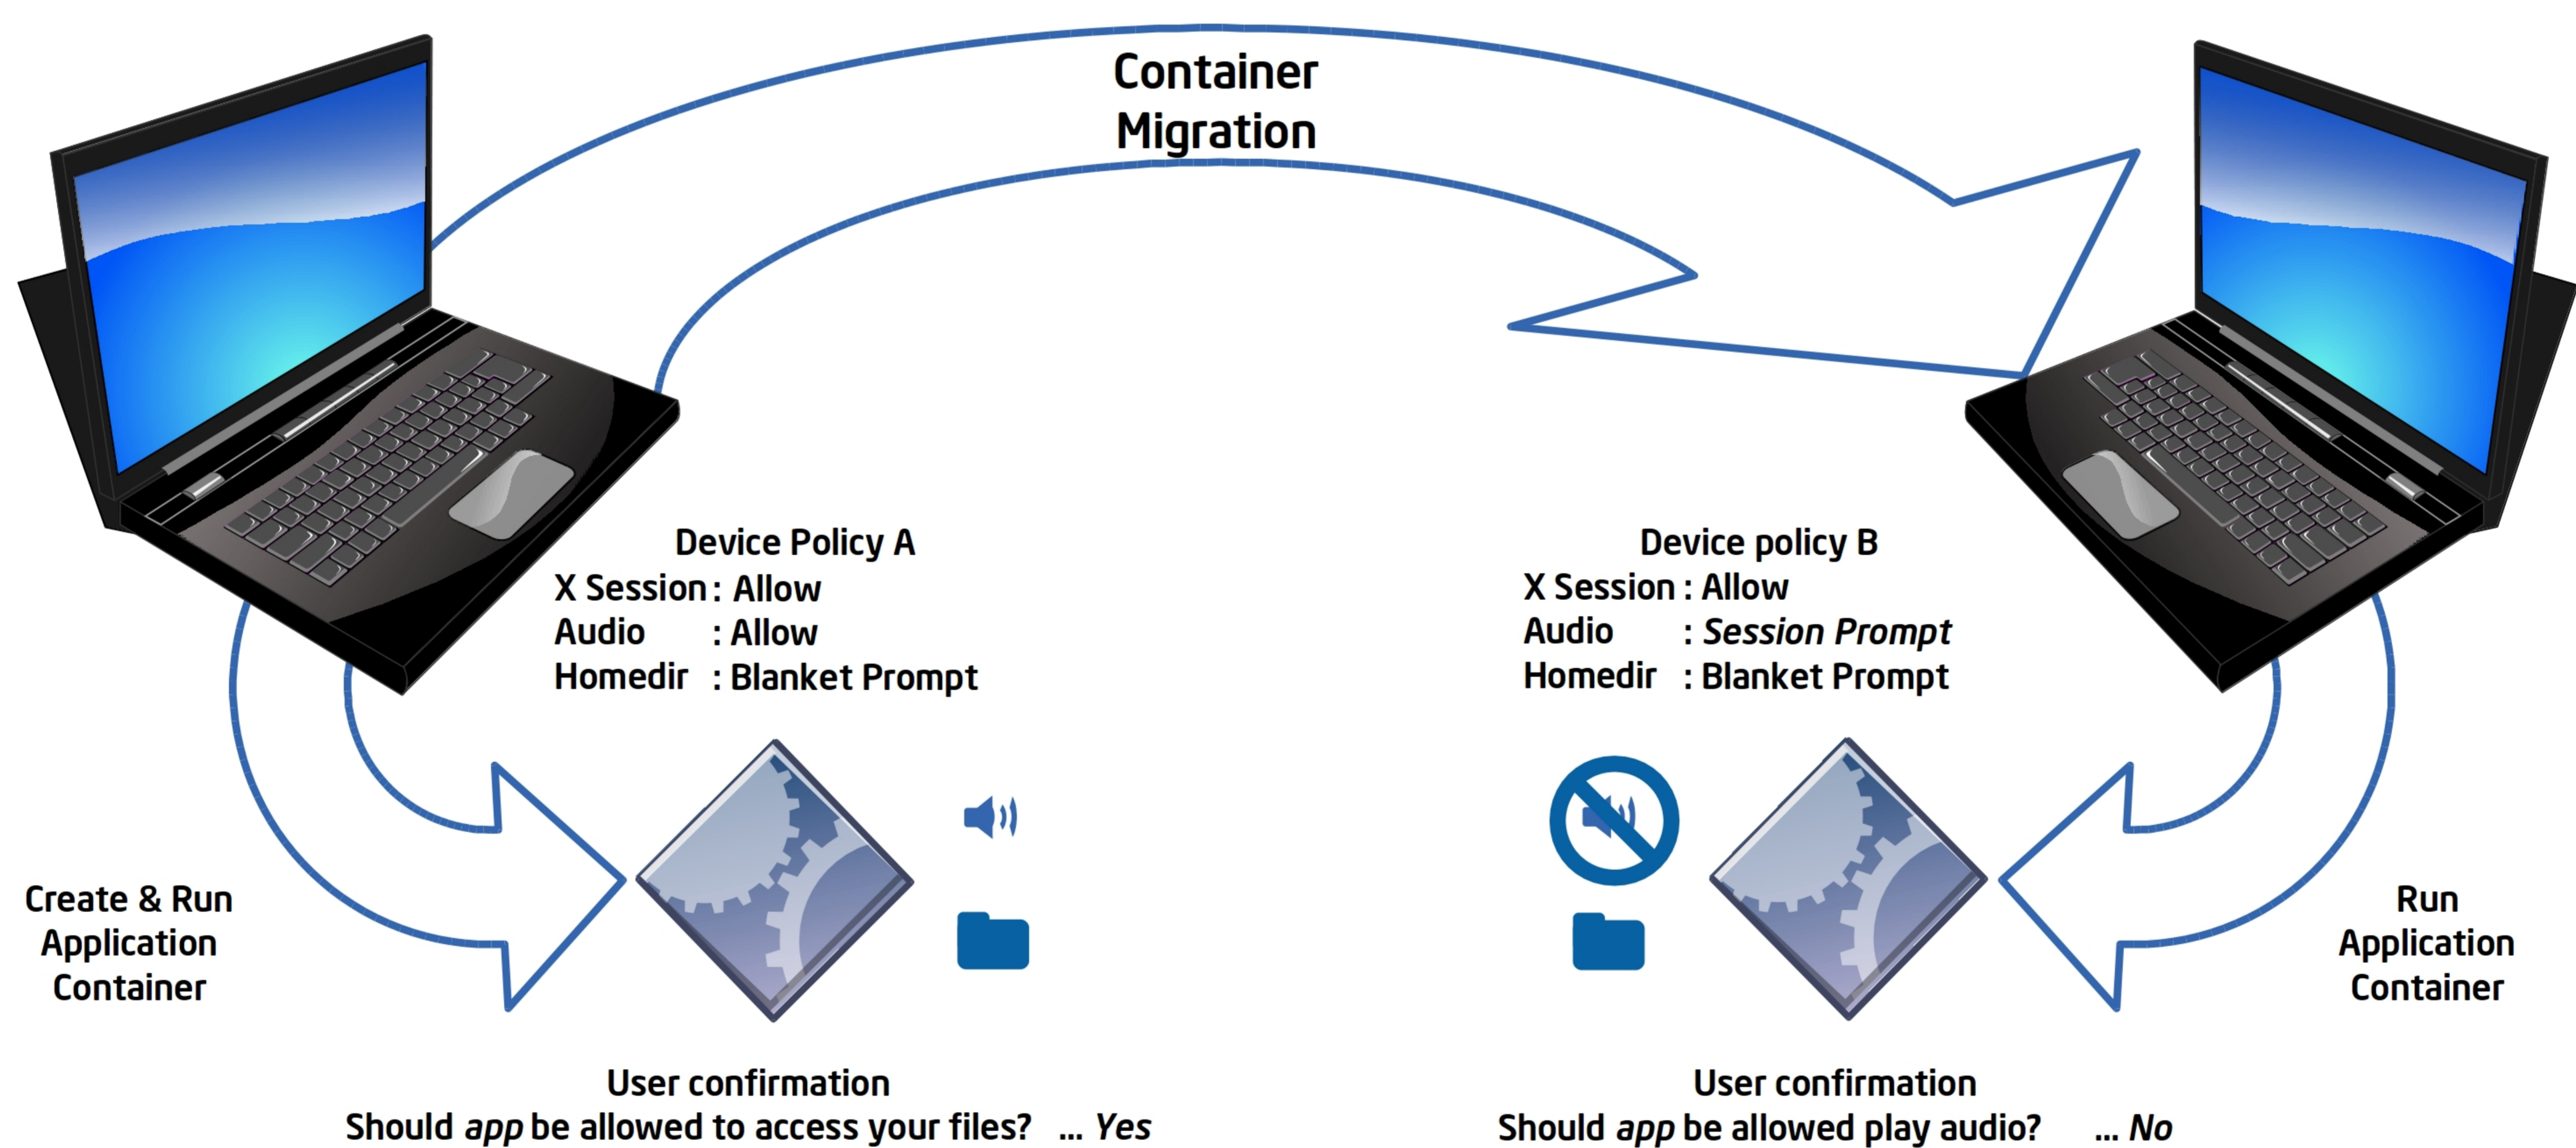 Container
Migration
Device Policy A
X Session : Allow
Audio : Allow
Homedir : Blanket Prompt
Device policy B
X Session : Allow
Audio : Session Prompt
Homedir : Blanket Prompt
Create & Run
Application
Container
Run
Application
Container
User confirmation
Should app be allowed to access your files? ... Yes
User confirmation
Should app be allowed play audio? ... No